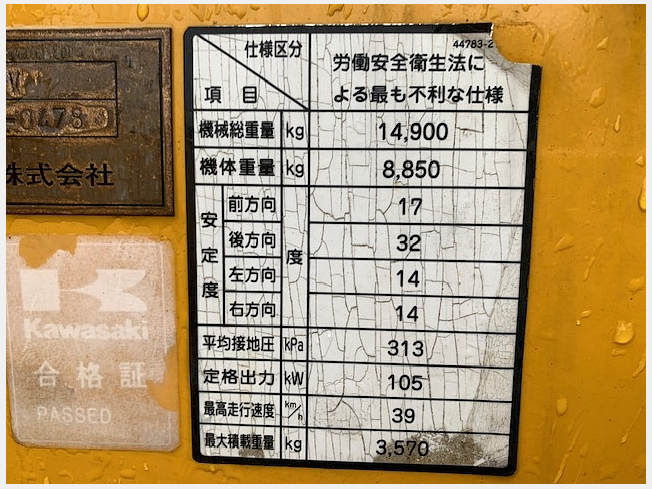 -0478
株式会社
Kawasaki
合格証
PASSED
44783-2
仕様区分
項目
労働安全衛生法に
よる最も不利な仕様
機械総重量 kg 14,900
機体重量 kg 8,850
安定度 度
前方向 17
後方向 32
左方向 14
右方向 14
平均接地圧 kPa 313
定格出力 kW 105
最高走行速度 km/h 39
最大積載重量 kg 3,570